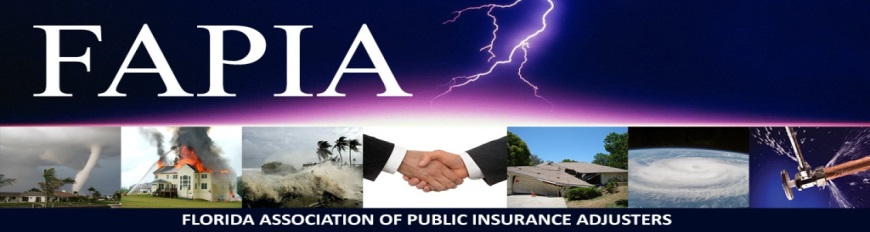 FAPIA
FLORIDA ASSOCIATION OF PUBLIC INSURANCE ADJUSTERS